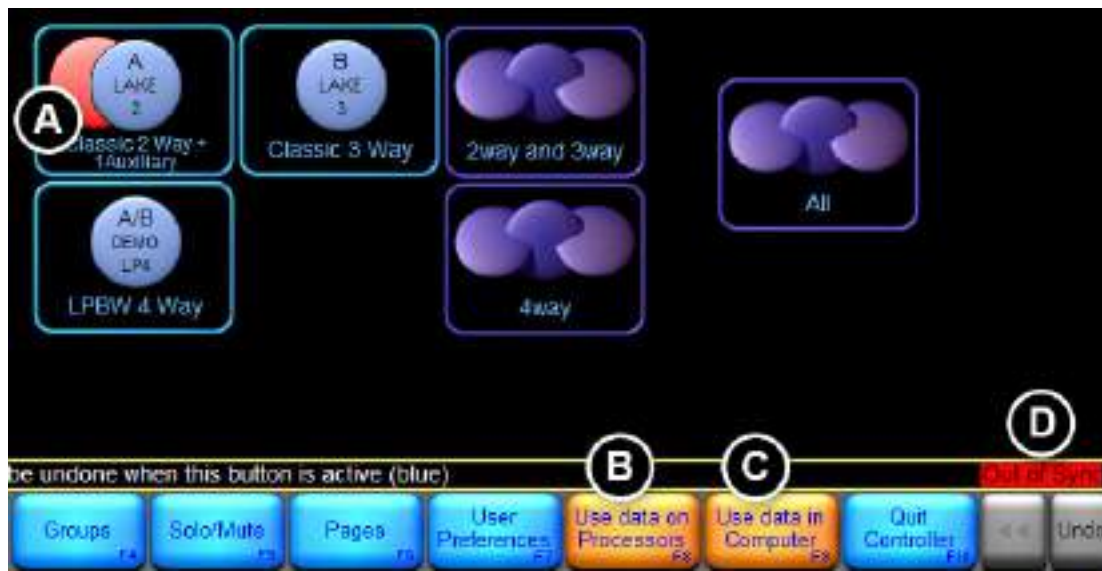 A
LAKE
2
A
Classic 2 Way +
1Auxiliary
B
LAKE
3
Classic 3 Way
2way and 3way
All
A/B
DEMO
LP4
LPBW 4 Way
4way
D
be undone when this button is active (blue)
B
C
Out of Sync
Groups
F4
Solo/Mute
F5
Pages
F6
User
Preferences
F7
Use data on
Processors
F8
Use data in
Computer
F9
Quit
Controller
F10
<<
Undo